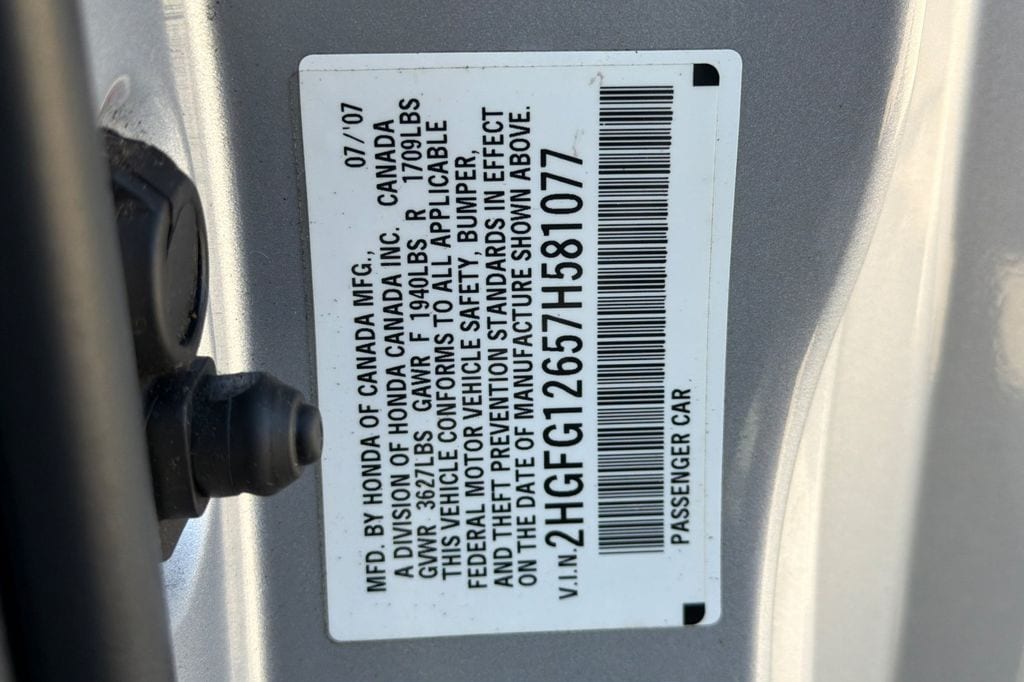 07/'07
MFD. BY HONDA OF CANADA MFG.,
A DIVISION OF HONDA CANADA INC. CANADA
GVWR 3627LBS GAWR F 1940LBS R 1709LBS
THIS VEHICLE CONFORMS TO ALL APPLICABLE
FEDERAL MOTOR VEHICLE SAFETY, BUMPER,
AND THEFT PREVENTION STANDARDS IN EFFECT
ON THE DATE OF MANUFACTURE SHOWN ABOVE.
V.I.N. 2HGFG12657H581077
PASSENGER CAR